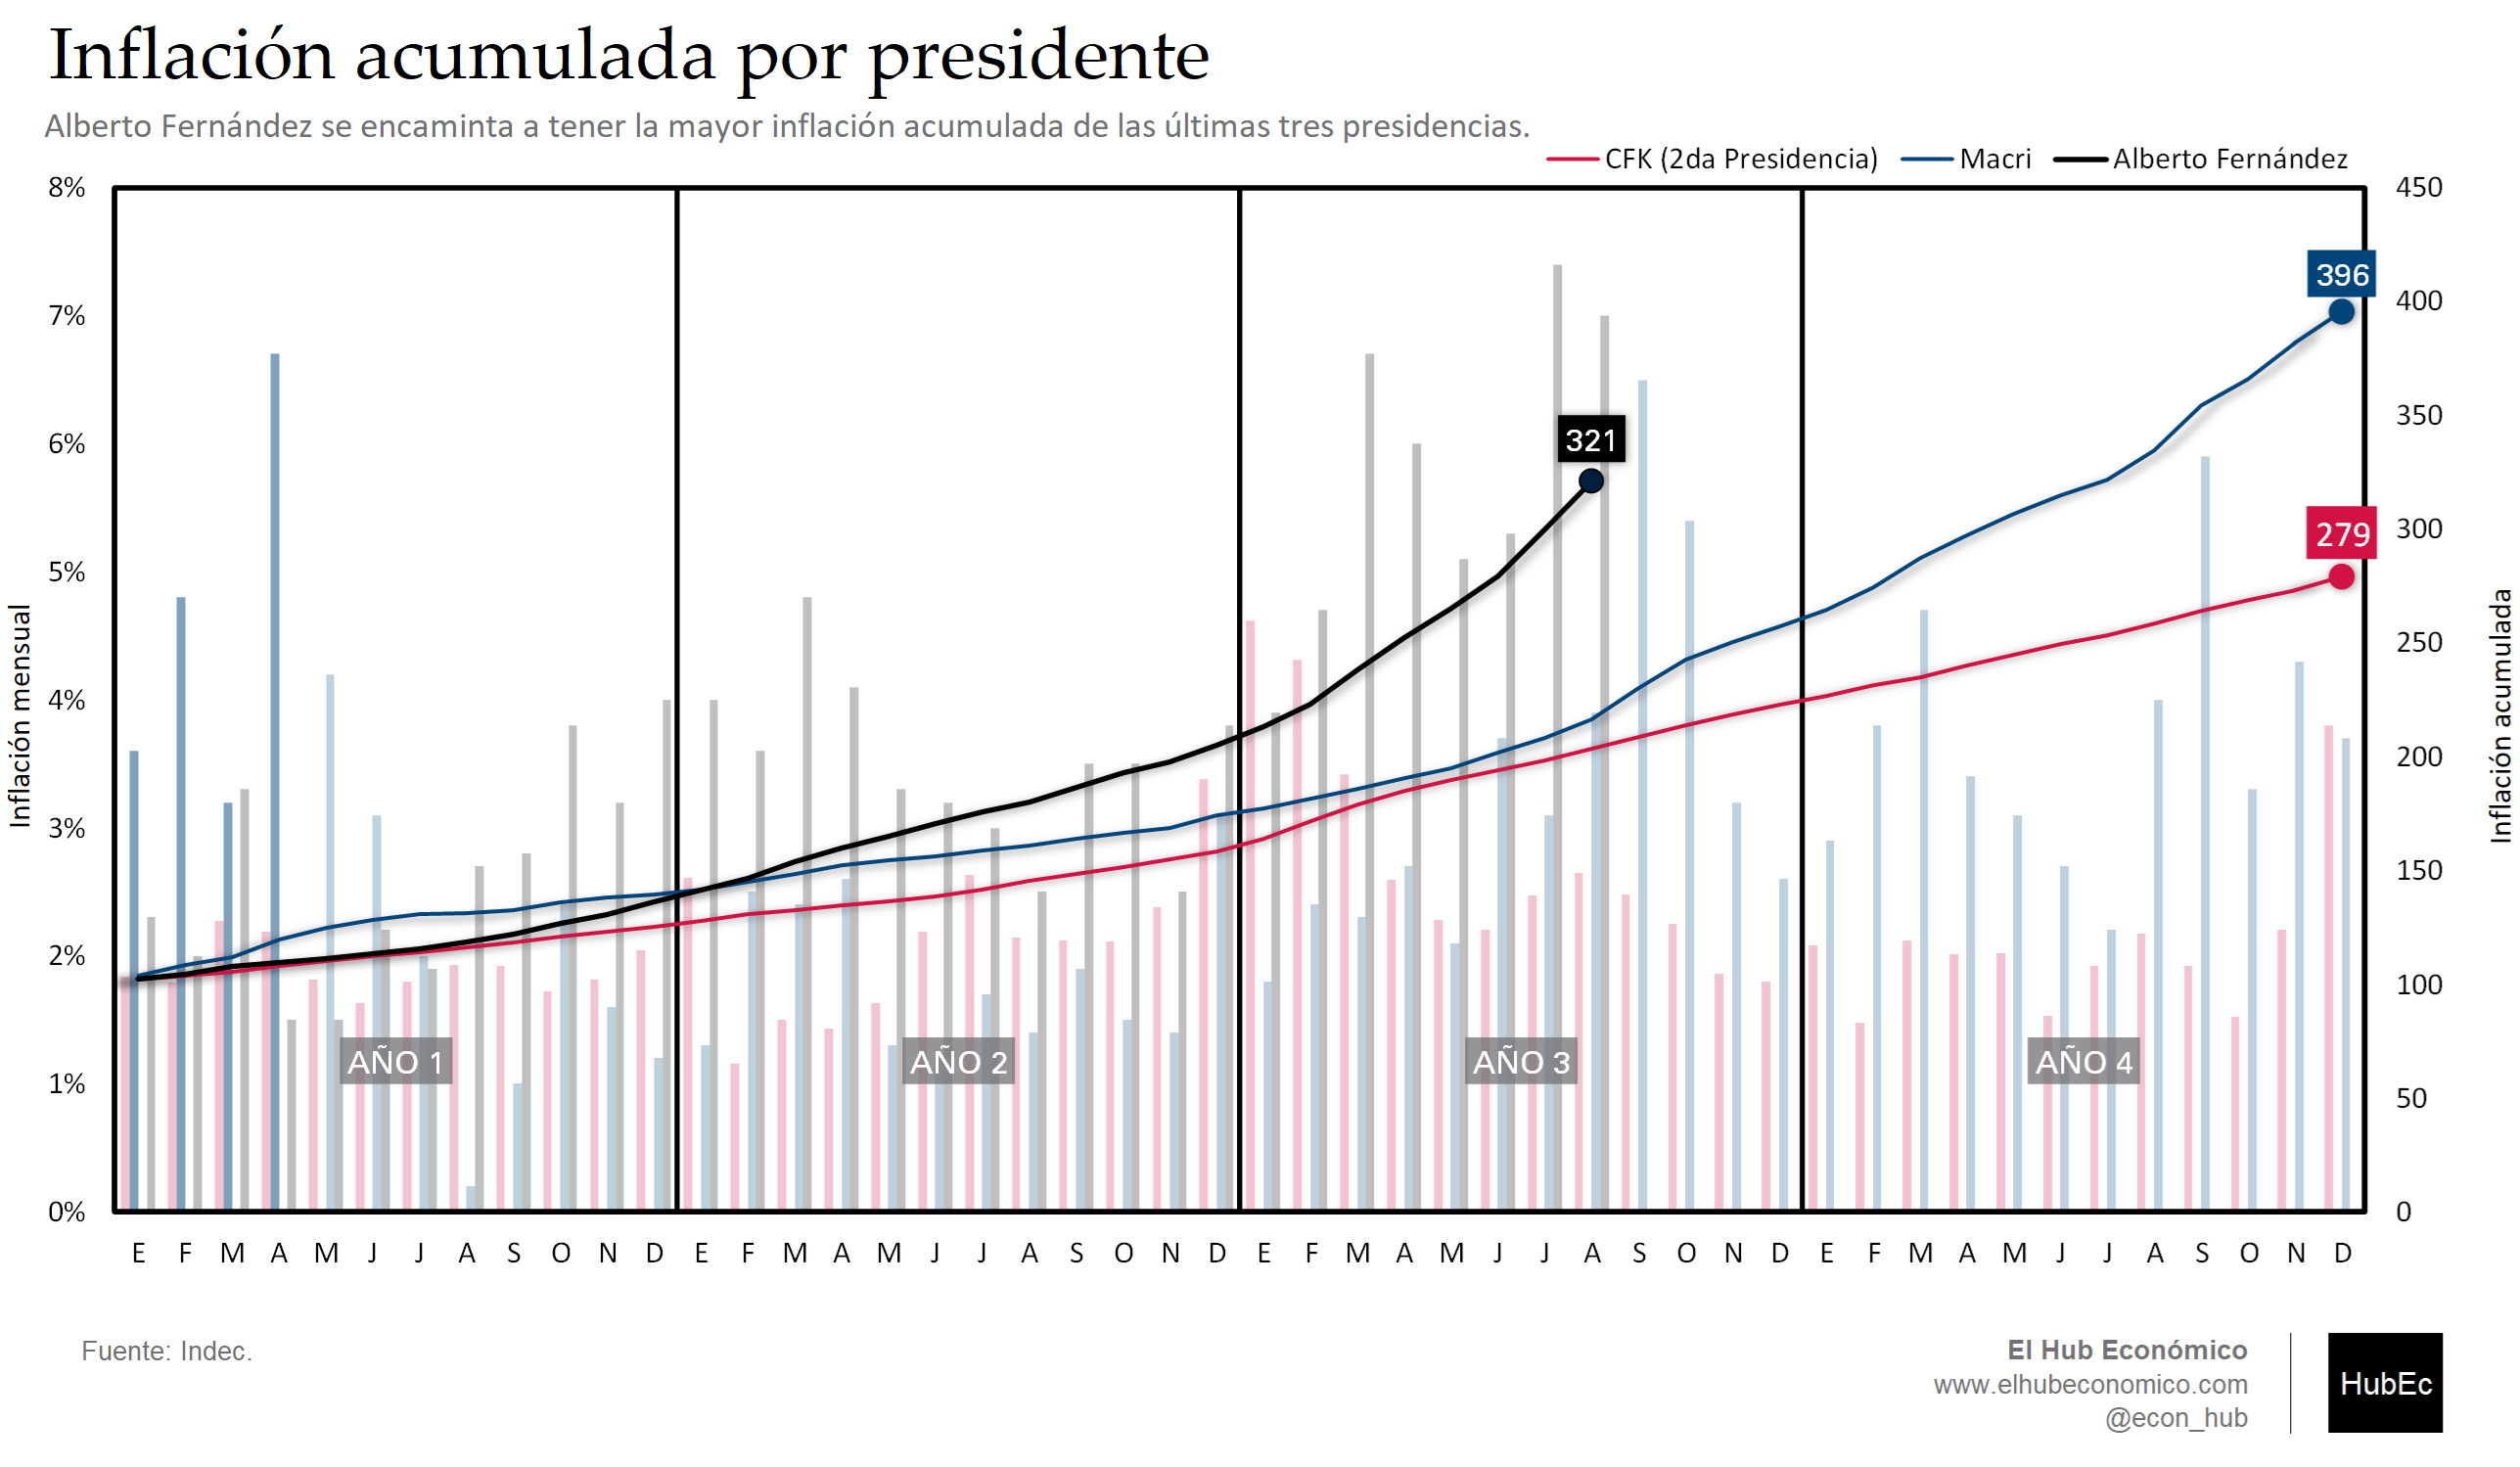 Inflación acumulada por presidente
Alberto Fernández se encaminta a tener la mayor inflación acumulada de las últimas tres presidencias.
CFK (2da Presidencia) Macri Alberto Fernández
8%
7%
6%
5%
4%
3%
2%
1%
0%
Inflación mensual
450
400
350
300
250
200
150
100
50
0
Inflación acumulada
396
321
279
AÑO 1 AÑO 2 AÑO 3 AÑO 4
E F M A M J J A S O N D E F M A M J J A S O N D E F M A M J J A S O N D E F M A M J J A S O N D
Fuente: Indec.
El Hub Económico
www.elhubeconomico.com
@econ_hub
HubEc